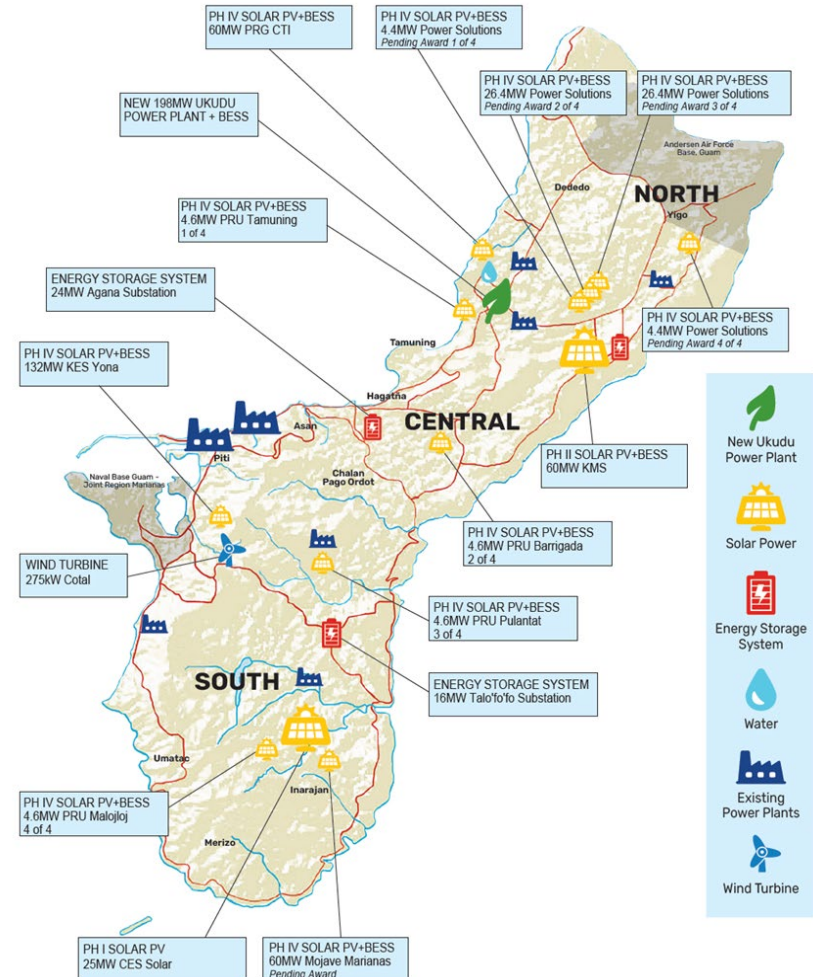 PH IV SOLAR PV+BESS
60MW PRG CTI
PH IV SOLAR PV+BESS
4.4MW Power Solutions
Pending Award 1 of 4
PH IV SOLAR PV+BESS
26.4MW Power Solutions
Pending Award 2 of 4
PH IV SOLAR PV+BESS
26.4MW Power Solutions
Pending Award 3 of 4
NEW 198MW UKUDU
POWER PLANT + BESS
Andersen Air Force
Base, Guam
Dededo
NORTH
Yigo
PH IV SOLAR PV+BESS
4.6MW PRU Tamuning
1 of 4
ENERGY STORAGE SYSTEM
24MW Agana Substation
PH IV SOLAR PV+BESS
4.4MW Power Solutions
Pending Award 4 of 4
Tamuning
PH IV SOLAR PV+BESS
132MW KES Yona
Hagatña
Asan
CENTRAL
Piti
PH II SOLAR PV+BESS
60MW KMS
Chalan
Pago Ordot
Naval Base Guam -
Joint Region Marianas
PH IV SOLAR PV+BESS
4.6MW PRU Barrigada
2 of 4
WIND TURBINE
275kW Cotal
PH IV SOLAR PV+BESS
4.6MW PRU Pulantat
3 of 4
SOUTH
ENERGY STORAGE SYSTEM
16MW Talo'fo'fo Substation
Umatac
Inarajan
PH IV SOLAR PV+BESS
4.6MW PRU Malojloj
4 of 4
Merizo
PH I SOLAR PV
25MW CES Solar
PH IV SOLAR PV+BESS
60MW Mojave Marianas
Pending Award
New Ukudu
Power Plant
Solar Power
Energy Storage
System
Water
Existing
Power Plants
Wind Turbine